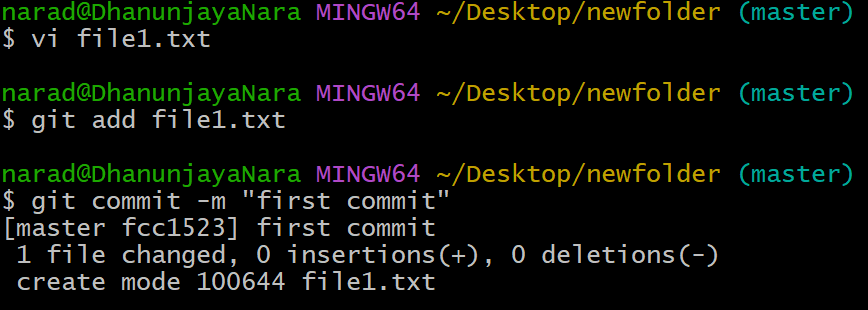 narad@DhanunjayaNara MINGW64 ~/Desktop/newfolder (master)
$ vi file1.txt
narad@DhanunjayaNara MINGW64 ~/Desktop/newfolder (master)
$ git add file1.txt
narad@DhanunjayaNara MINGW64 ~/Desktop/newfolder (master)
$ git commit -m "first commit"
[master fcc1523] first commit
 1 file changed, 0 insertions(+), 0 deletions(-)
 create mode 100644 file1.txt